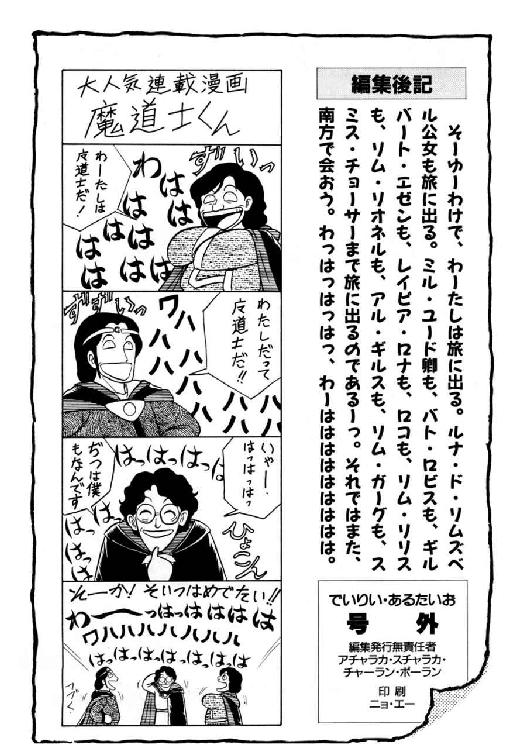 編集後記
　そーゆーわけで、わーたしは旅に出る。ルナ・ド・リムズベ
ル公女も旅に出る。ミル・ユード卿も、バト・ロビスも、ギル
バート・エゼンも、レイピア・ロナも、ロコも、リム・リリス
も、リム・リオネルも、アル・ギルスも、リム・ガーグも、ス
ミス・チョーサーまで旅に出るのであるーっ。それではまた、
南方で会おう。わっはっはっはっ、わーはははははははははは。
でいりい・あるたいお
号外
編集発行無責任者
アチャラカ・スチャラカ・
チャーラン・ポーラン
印刷
ニョ・エー
大人気連載漫画
魔道士くん
ずいっ
わははははははは
わーたしは
魔道士だ!
わたしだって
魔道士だ!!
ワハハハハハハハ
ずずいっ
いやー、
はっはっはっ
はっはっはっはっ
はっはっはっ
ぢつは僕
もなんです
ひょこん
そーか!そいつはめでたい!!
わーーっはっはははは
ワハハハハハハハハ
はっはっはっはっはっはっ
つづく